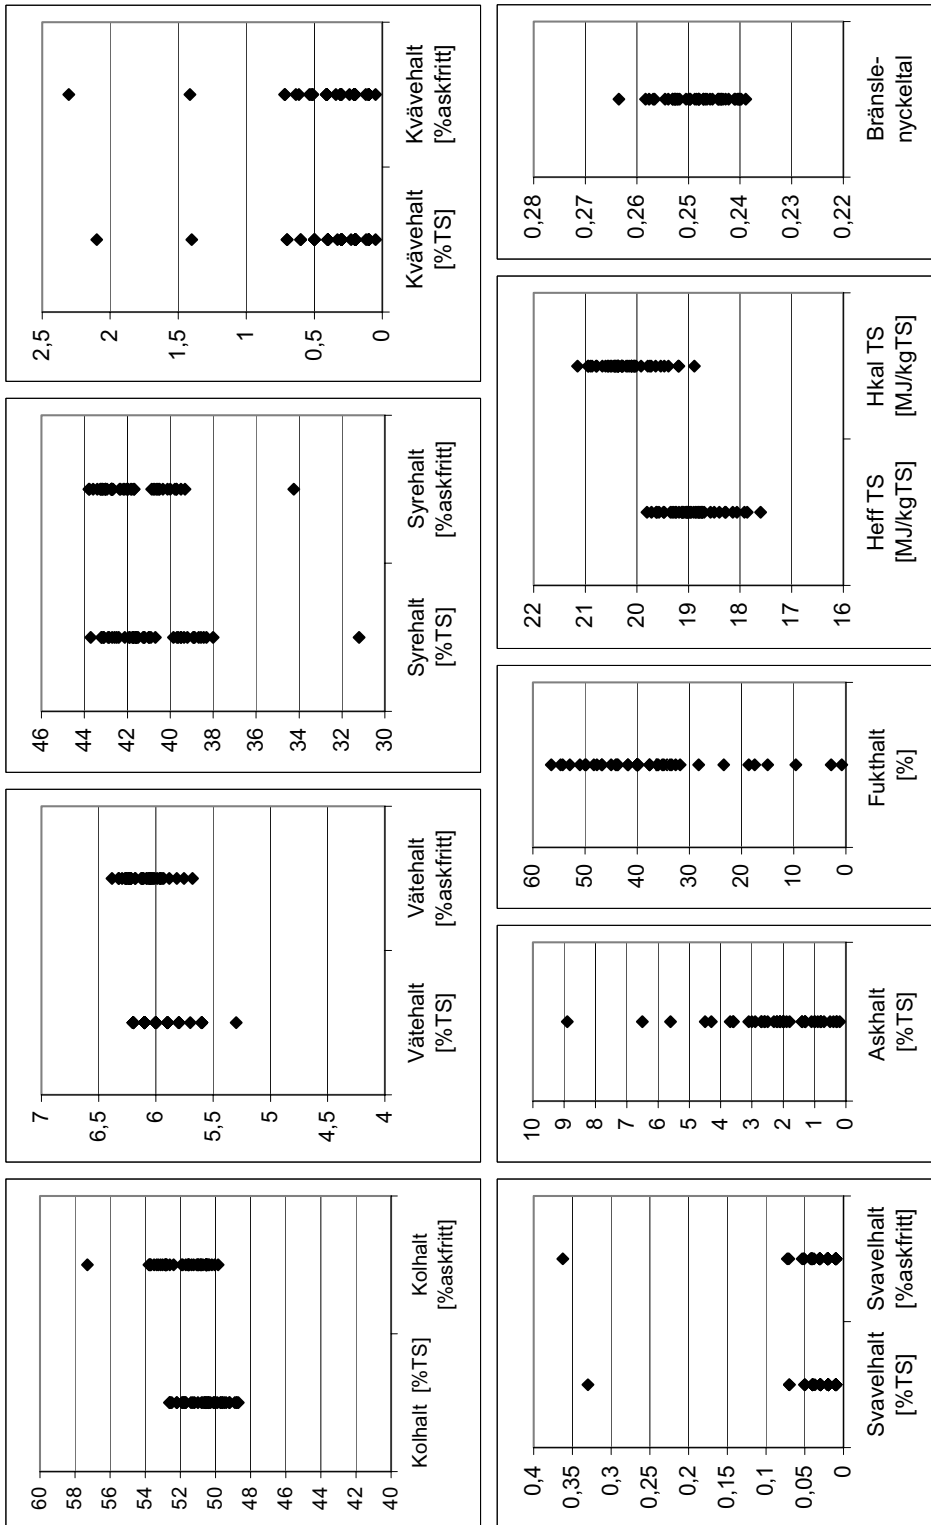 60
58
56
54
52
50
48
46
44
42
40
Kolhalt [%TS]
Kolhalt
[%askfritt]
7
6,5
6
5,5
5
4,5
4
Vätehalt
[%TS]
Vätehalt
[%askfritt]
46
44
42
40
38
36
34
32
30
Syrehalt
[%TS]
Syrehalt
[%askfritt]
2,5
2
1,5
1
0,5
0
Kvävehalt
[%TS]
Kvävehalt
[%askfritt]
0,4
0,35
0,3
0,25
0,2
0,15
0,1
0,05
0
Svavelhalt
[%TS]
Svavelhalt
[%askfritt]
10
9
8
7
6
5
4
3
2
1
0
Askhalt
[%TS]
60
50
40
30
20
10
0
Fukthalt
[%]
22
21
20
19
18
17
16
Heff TS
[MJ/kgTS]
Hkal TS
[MJ/kgTS]
0,28
0,27
0,26
0,25
0,24
0,23
0,22
Bränsle-
nyckeltal